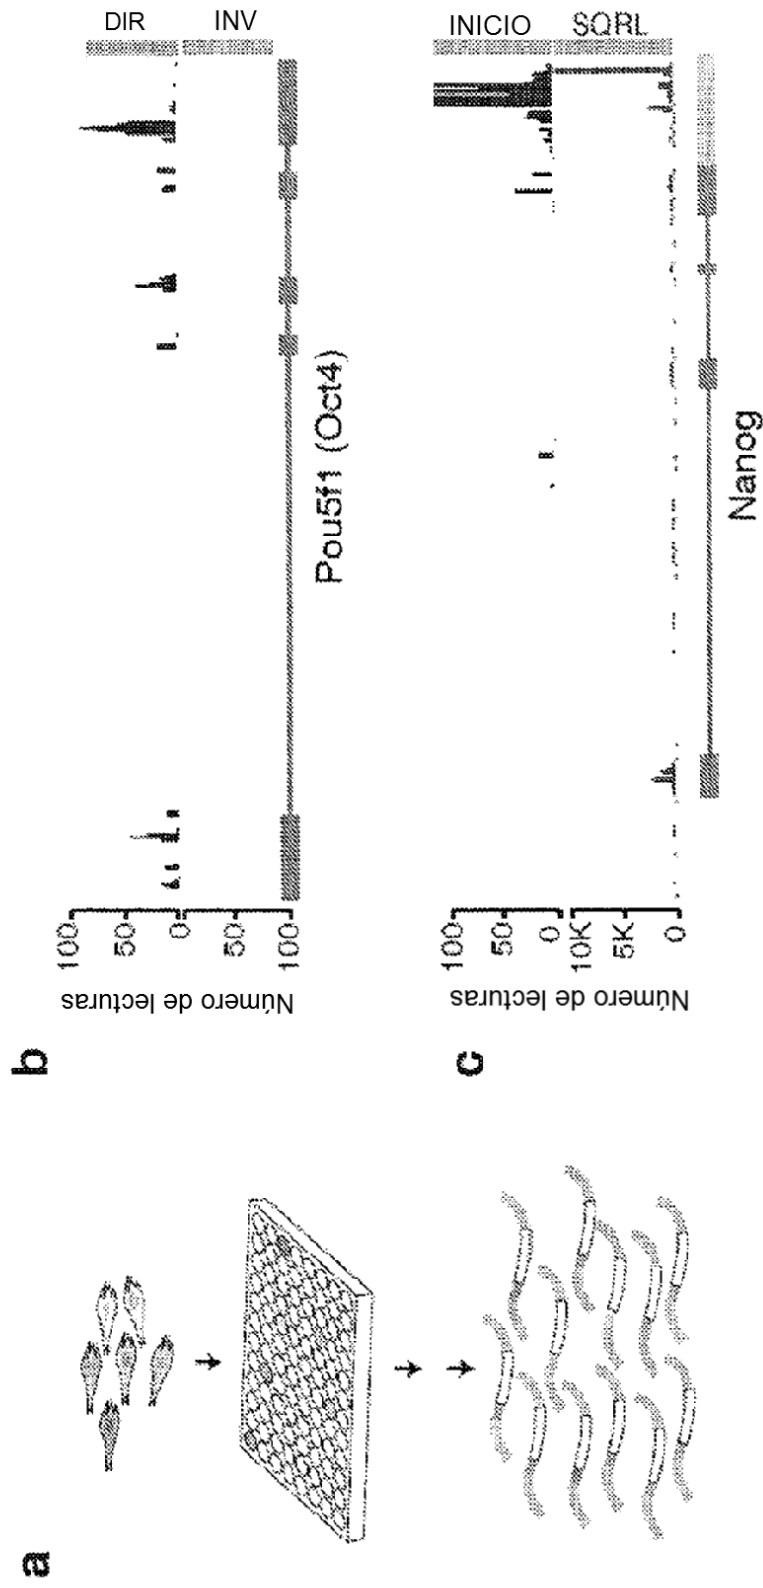 a
b
DIR
INV
Número de lecturas
100
50
0
50
100
Pou5f1 (Oct4)
c
INICIO
SQRL
Número de lecturas
100
50
0
10K
5K
0
Nanog